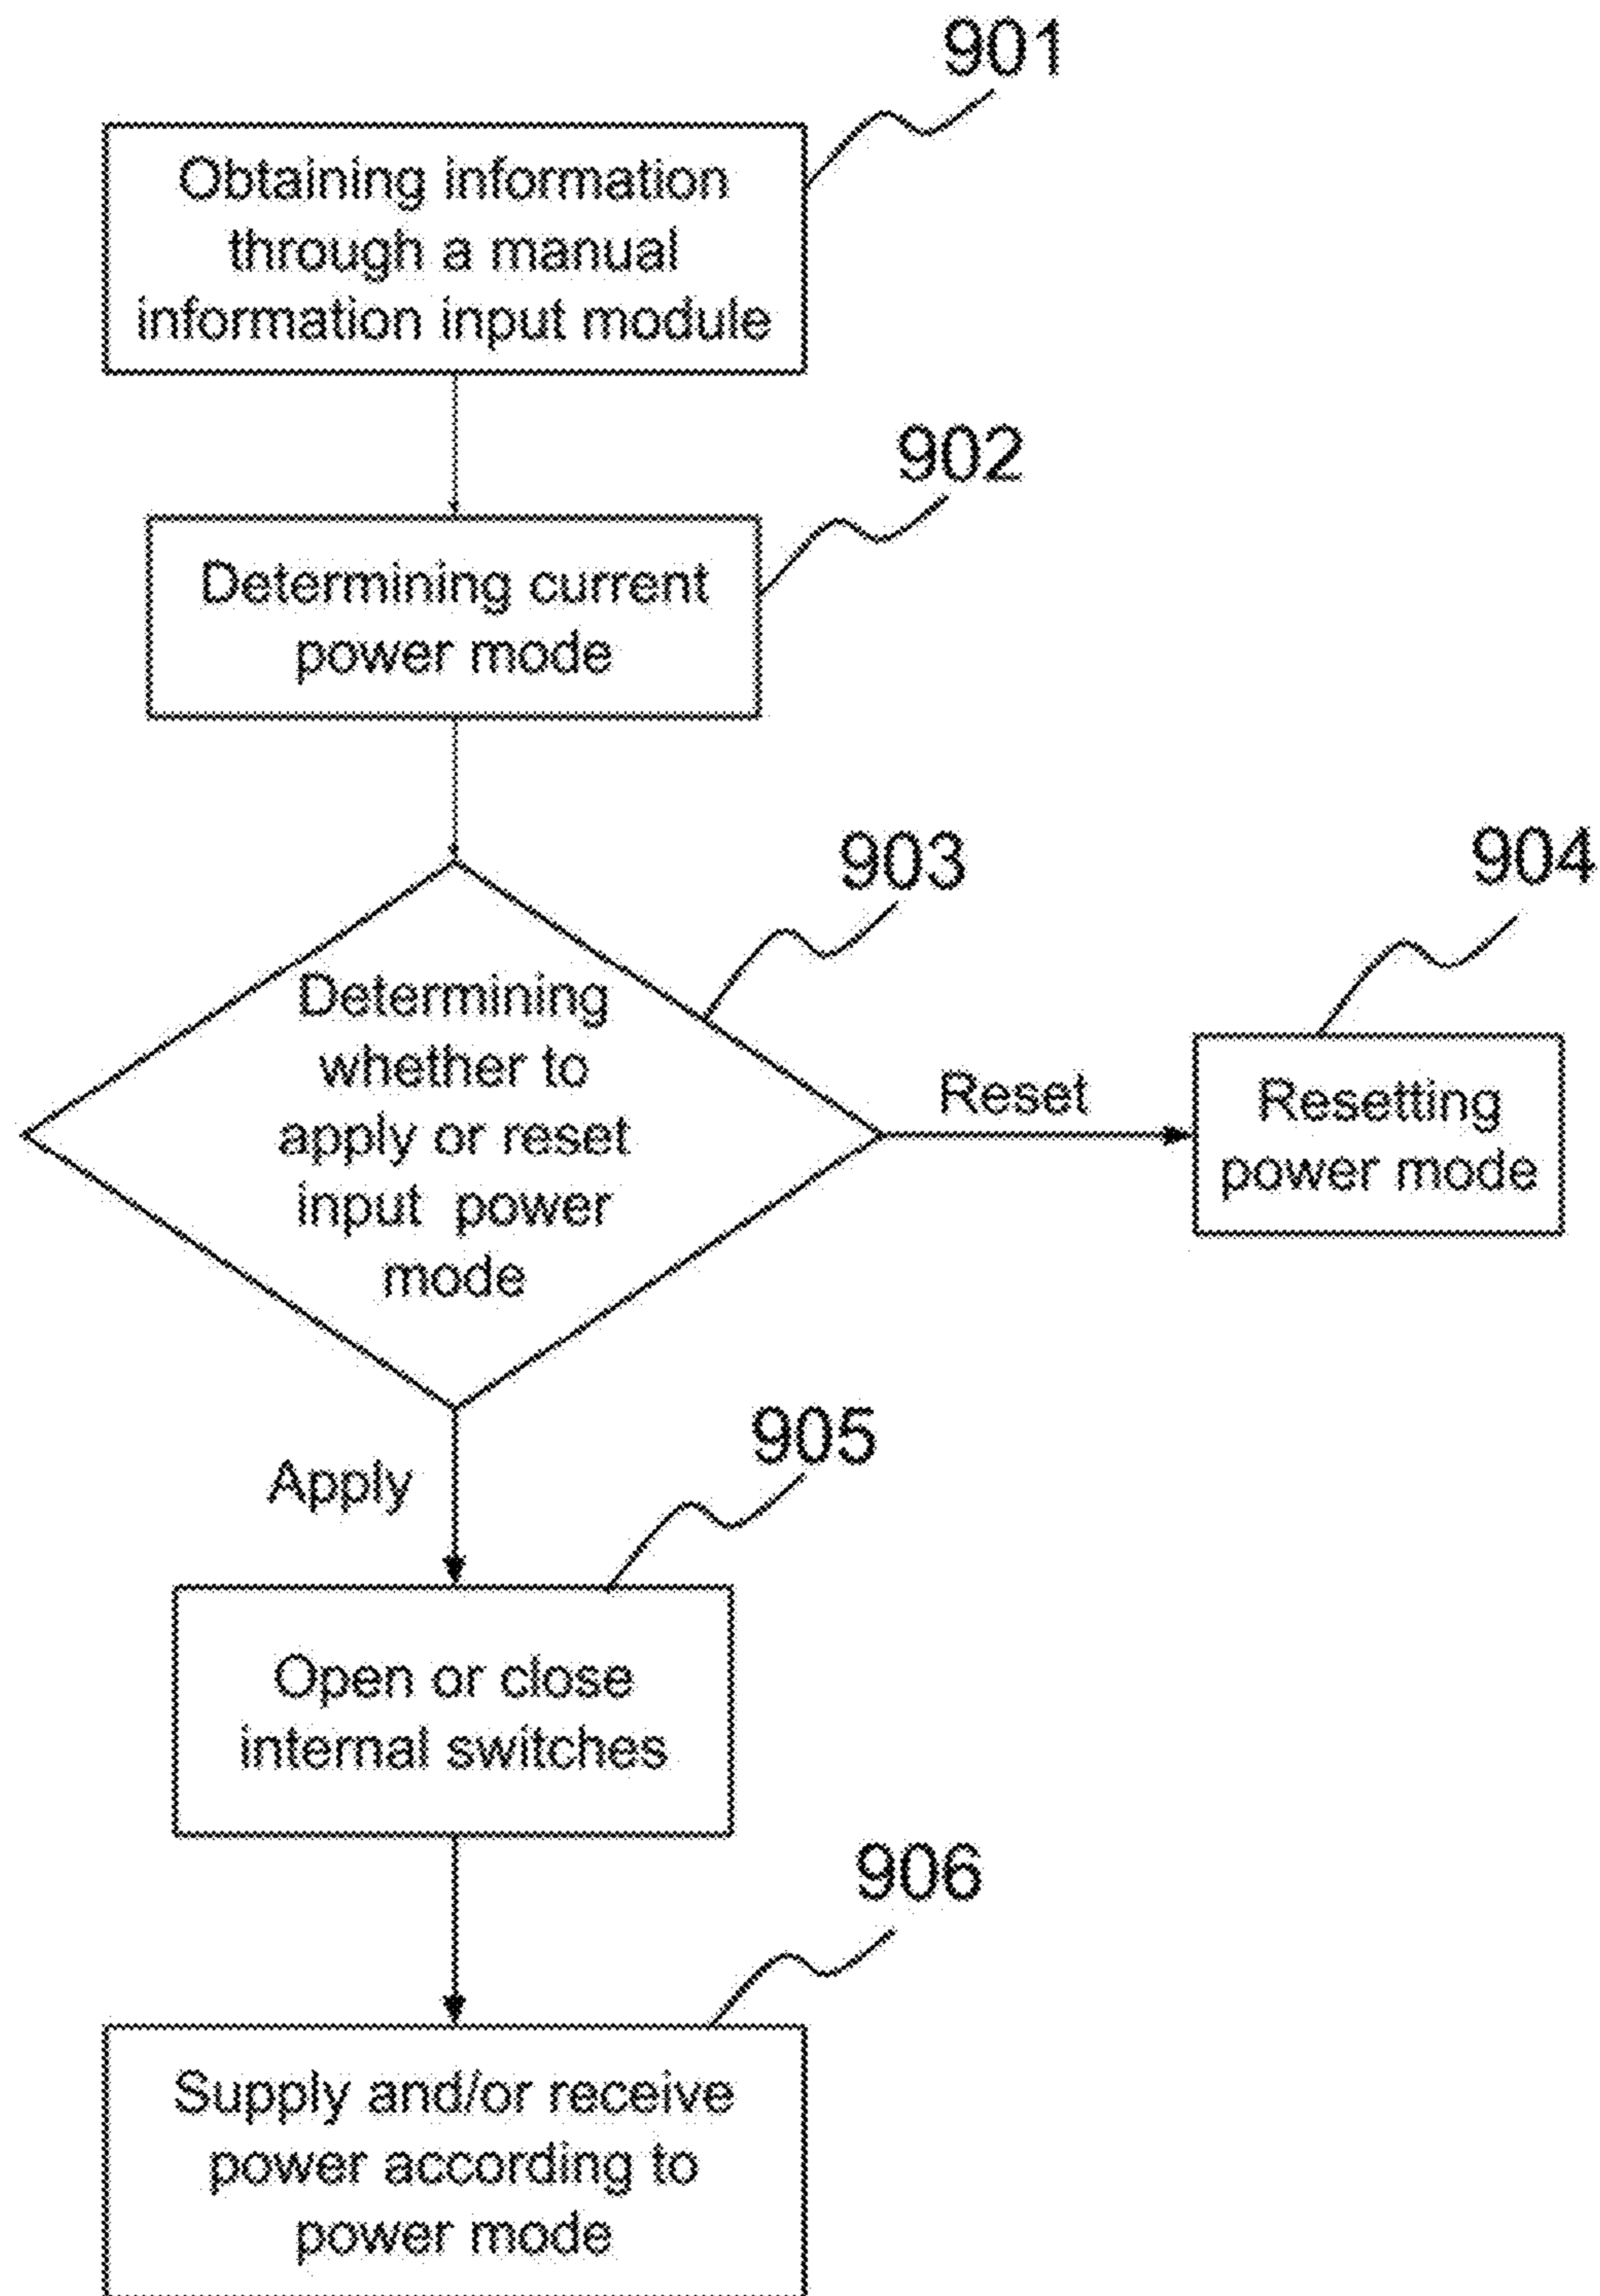 901
Obtaining information
through a manual
information input module
902
Determining current
power mode
903
Determining
whether to
apply or reset
input power
mode
904
Reset
Resetting
power mode
Apply
905
Open or close
internal switches
906
Supply and/or receive
power according to
power mode